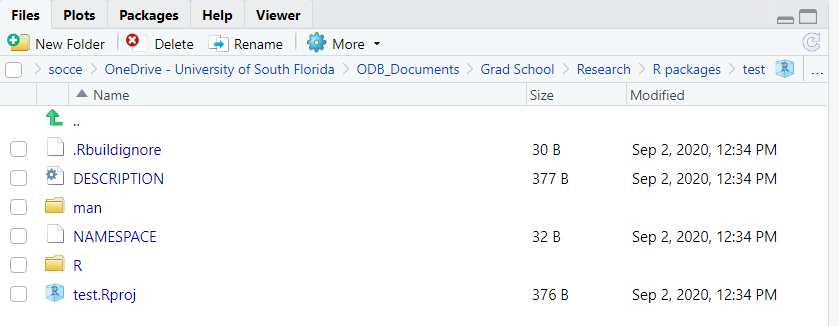 Files Plots Packages Help Viewer
New Folder Delete Rename More
socce OneDrive - University of South Florida ODB_Documents Grad School Research R packages test R ...
Name Size Modified
..
.Rbuildignore 30 B Sep 2, 2020, 12:34 PM
DESCRIPTION 377 B Sep 2, 2020, 12:34 PM
man
NAMESPACE 32 B Sep 2, 2020, 12:34 PM
R
R test.Rproj 376 B Sep 2, 2020, 12:34 PM